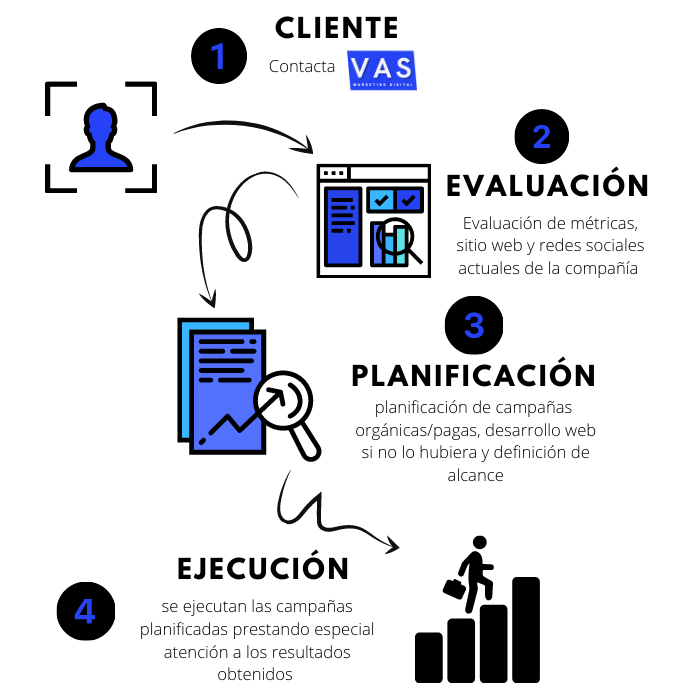 1
CLIENTE
Contacta VAS
MARKETING DIGITAL
2
EVALUACIÓN
Evaluación de métricas,
sitio web y redes sociales
actuales de la compañía
3
PLANIFICACIÓN
planificación de campañas
orgánicas/pagas, desarrollo web
si no lo hubiera y definición de
alcance
4
EJECUCIÓN
se ejecutan las campañas
planificadas prestando especial
atención a los resultados
obtenidos